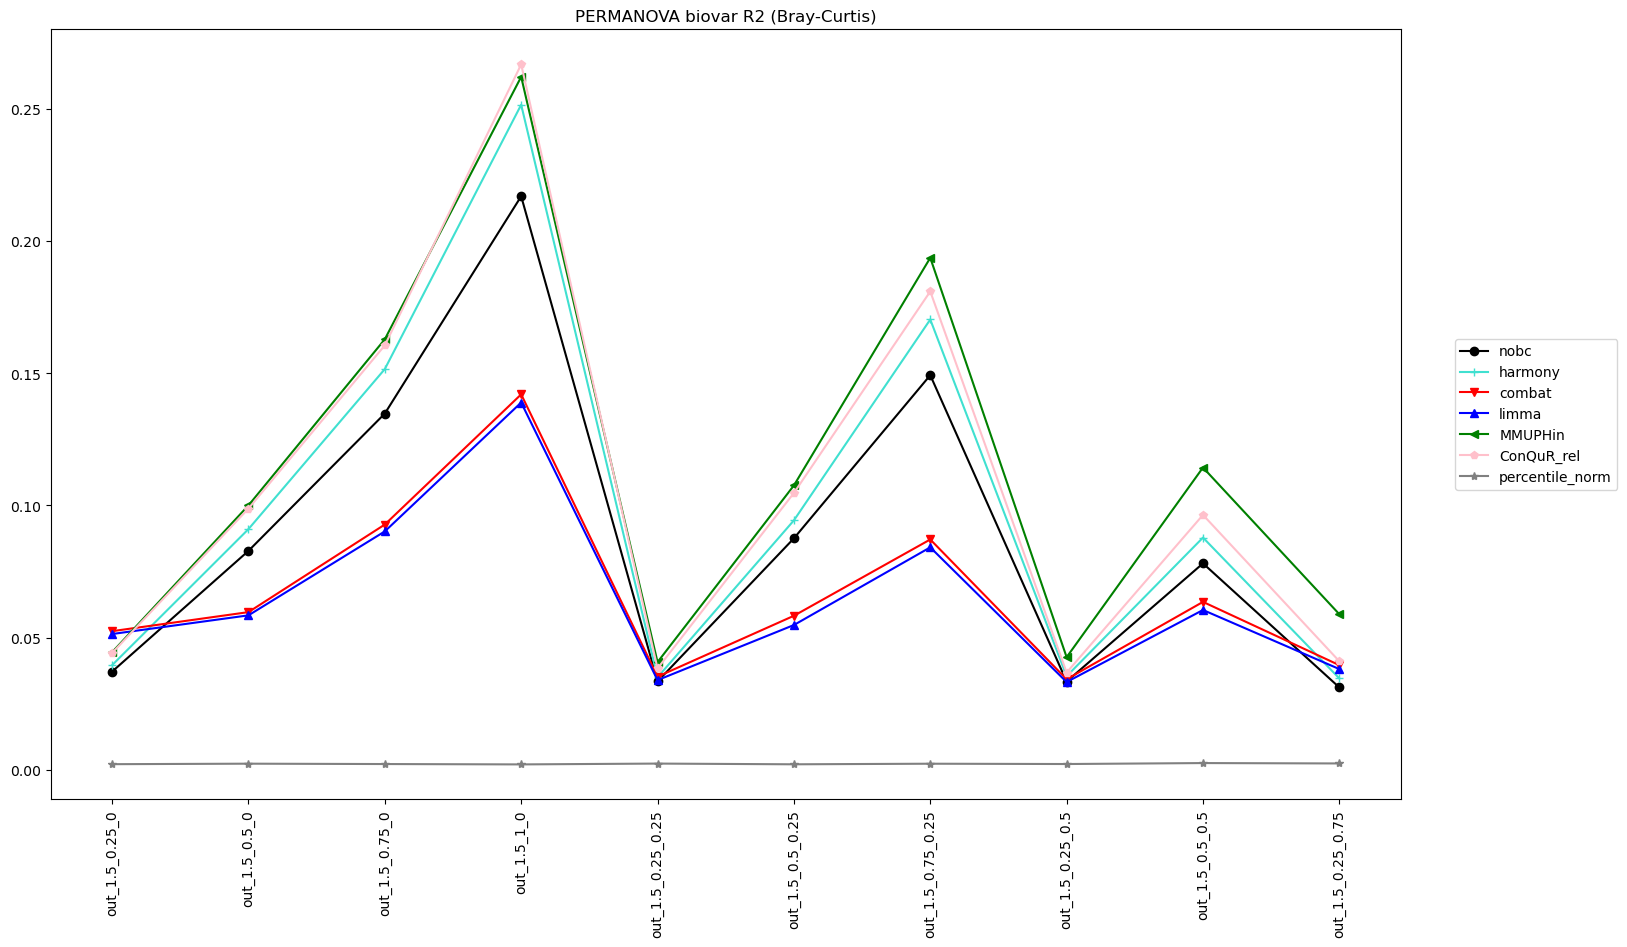 PERMANOVA biovar R2 (Bray-Curtis)
0.25
0.20
0.15
0.10
0.05
0.00
out_1.5_0.25_0
out_1.5_0.5_0
out_1.5_0.75_0
out_1.5_1_0
out_1.5_0.25_0.25
out_1.5_0.5_0.25
out_1.5_0.75_0.25
out_1.5_0.25_0.5
out_1.5_0.5_0.5
out_1.5_0.25_0.75
nobc
harmony
combat
limma
MMUPHin
ConQuR_rel
percentile_norm